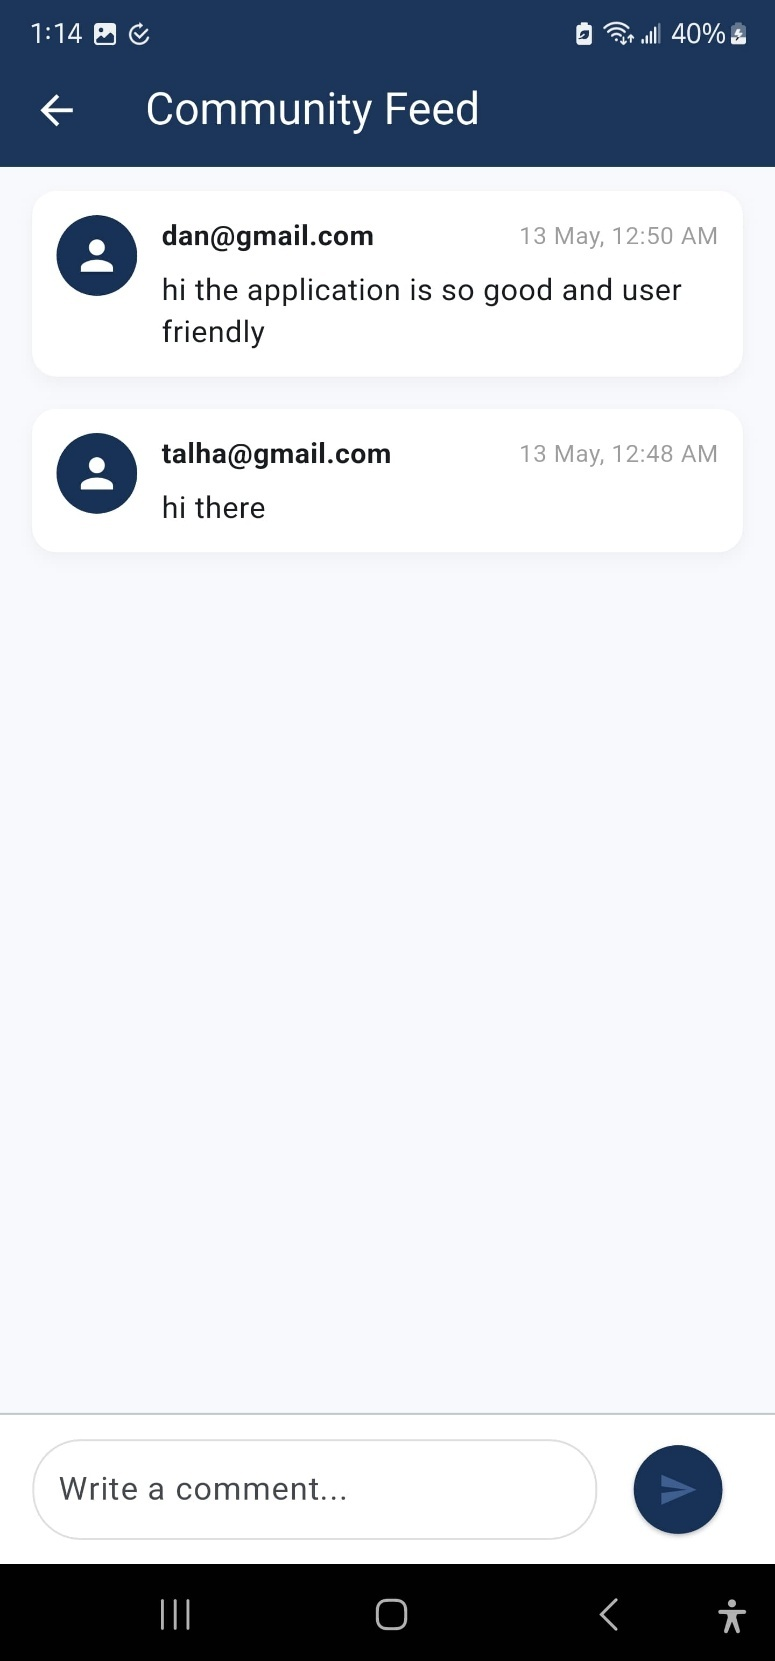 1:14 40%
Community Feed
dan@gmail.com 13 May, 12:50 AM
hi the application is so good and user
friendly
talha@gmail.com 13 May, 12:48 AM
hi there
Write a comment...